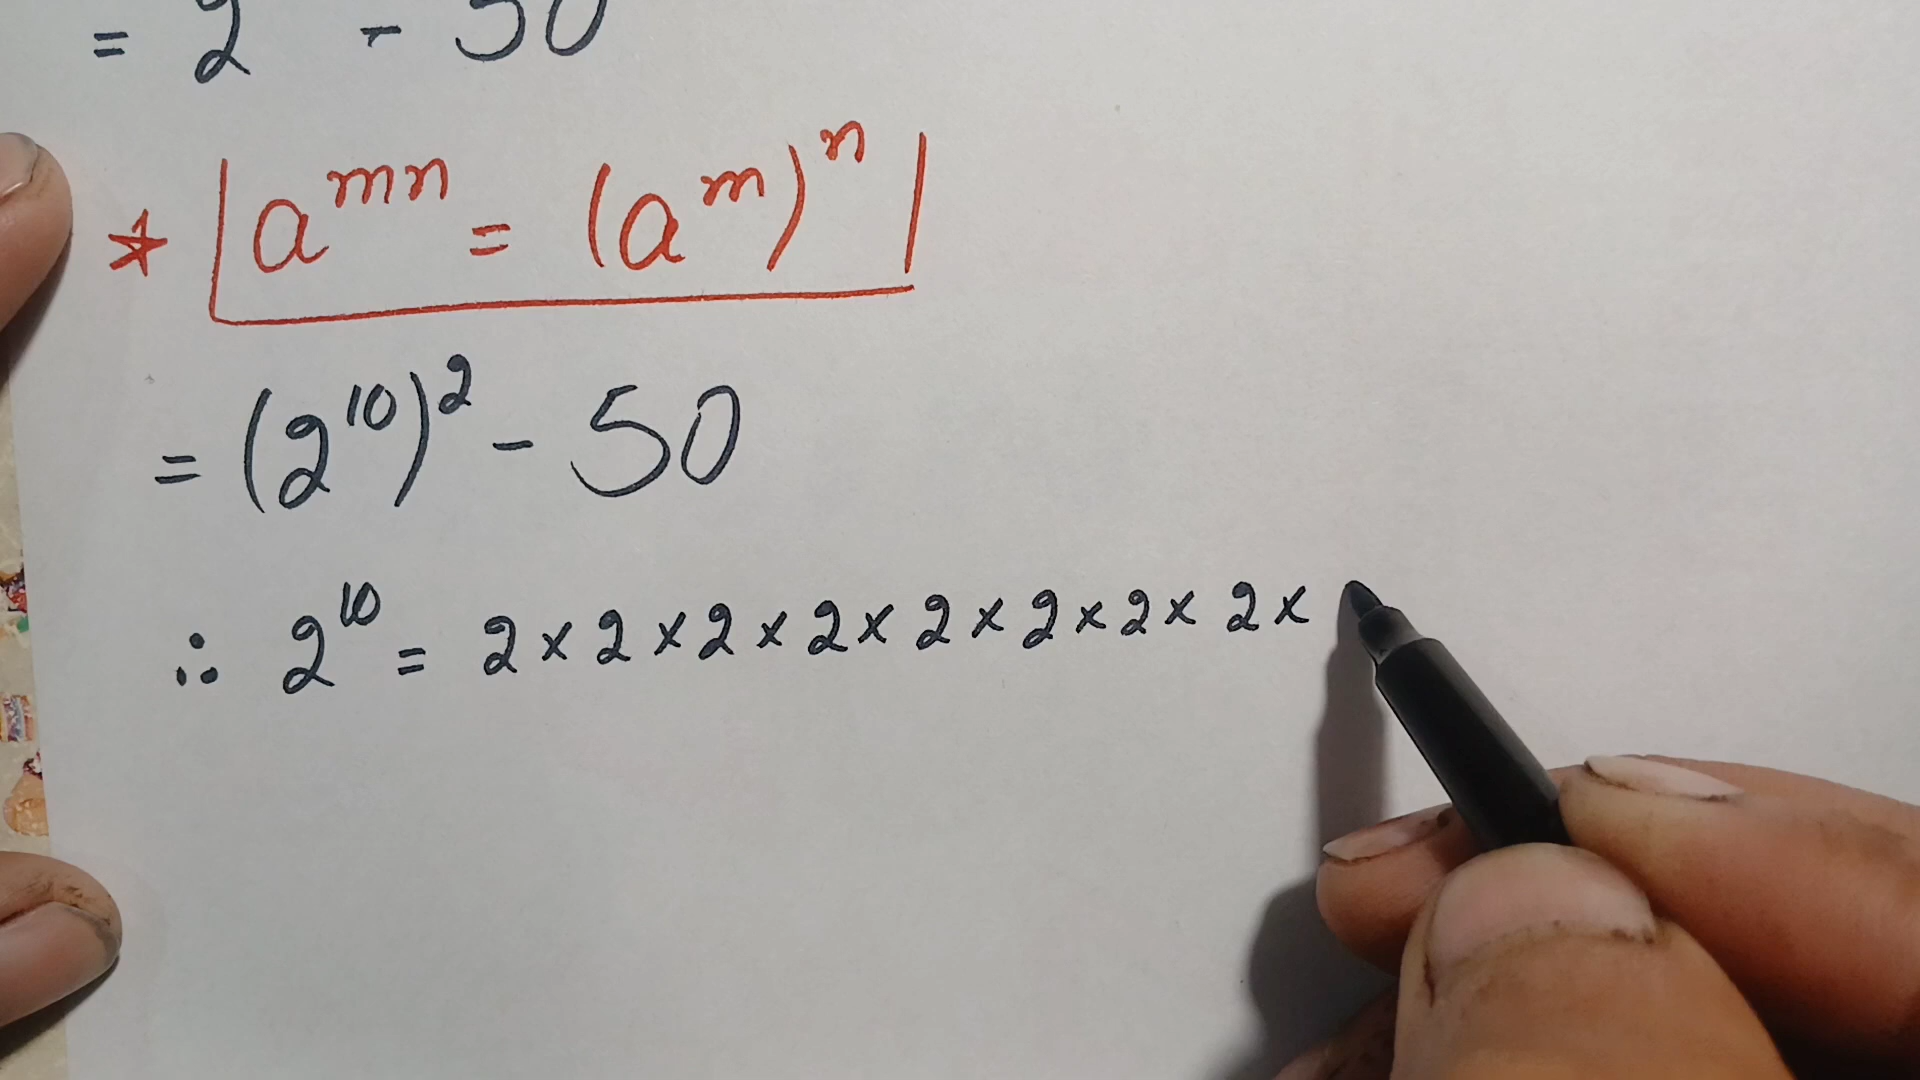 = 2 - 50
* a^{mn} = (a^m)^n
= (2^{10})^2 - 50
∴ 2^{10} = 2 × 2 × 2 × 2 × 2 × 2 × 2 × 2 ×